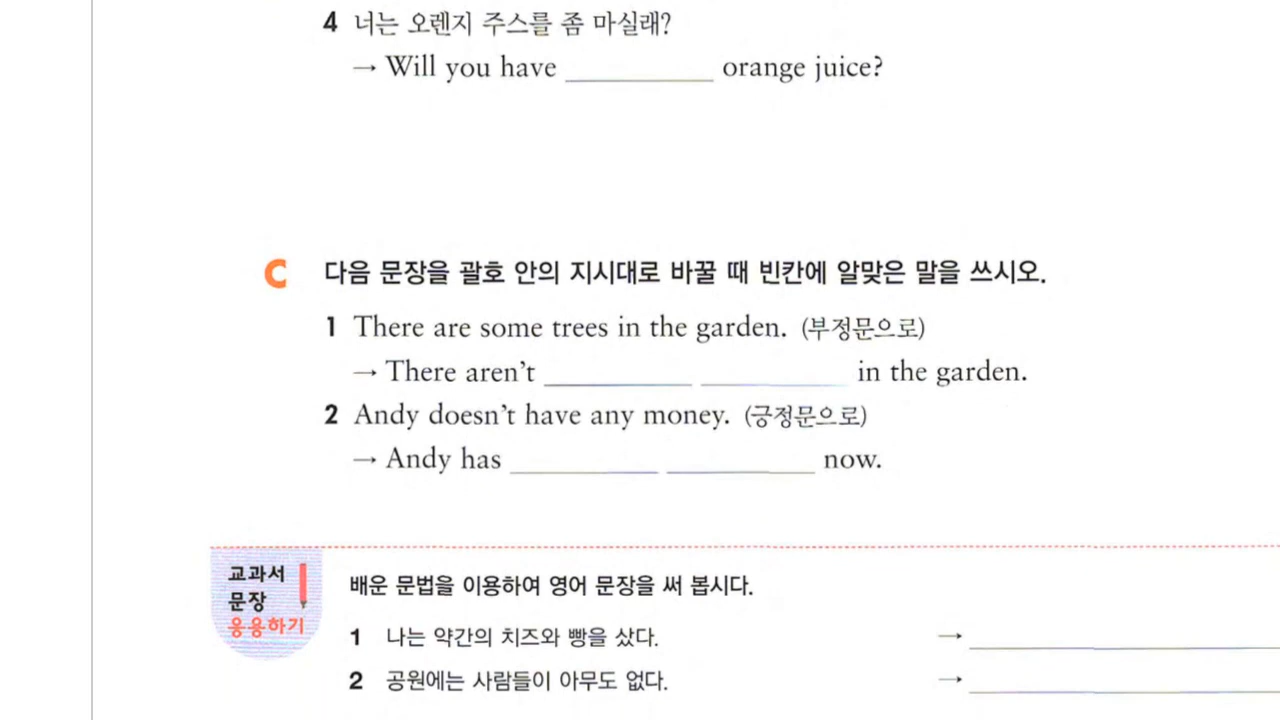 4 너는 오렌지 주스를 좀 마실래?
→ Will you have __________ orange juice?
C 다음 문장을 괄호 안의 지시대로 바꿀 때 빈칸에 알맞은 말을 쓰시오.
1 There are some trees in the garden. (부정문으로)
→ There aren't __________ __________ in the garden.
2 Andy doesn't have any money. (긍정문으로)
→ Andy has __________ __________ now.
교과서
문장
응용하기
배운 문법을 이용하여 영어 문장을 써 봅시다.
1 나는 약간의 치즈와 빵을 샀다. → __________
2 공원에는 사람들이 아무도 없다. → __________